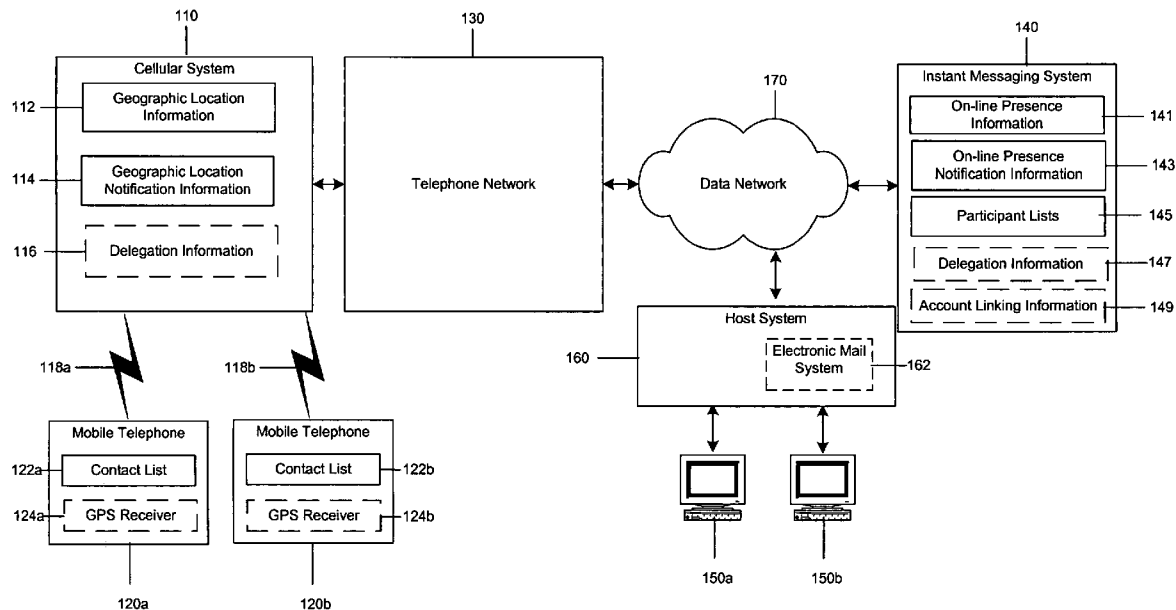 110
130
140
Cellular System
Geographic Location
Information
112
Geographic Location
Notification Information
114
Delegation Information
116
Telephone Network
170
Data Network
Instant Messaging System
On-line Presence
Information
141
On-line Presence
Notification Information
143
Participant Lists
145
Delegation Information
147
Account Linking Information
149
Host System
160
Electronic Mail
System
162
118a
118b
Mobile Telephone
122a
Contact List
124a
GPS Receiver
Mobile Telephone
Contact List
122b
GPS Receiver
124b
150a
150b
120a
120b